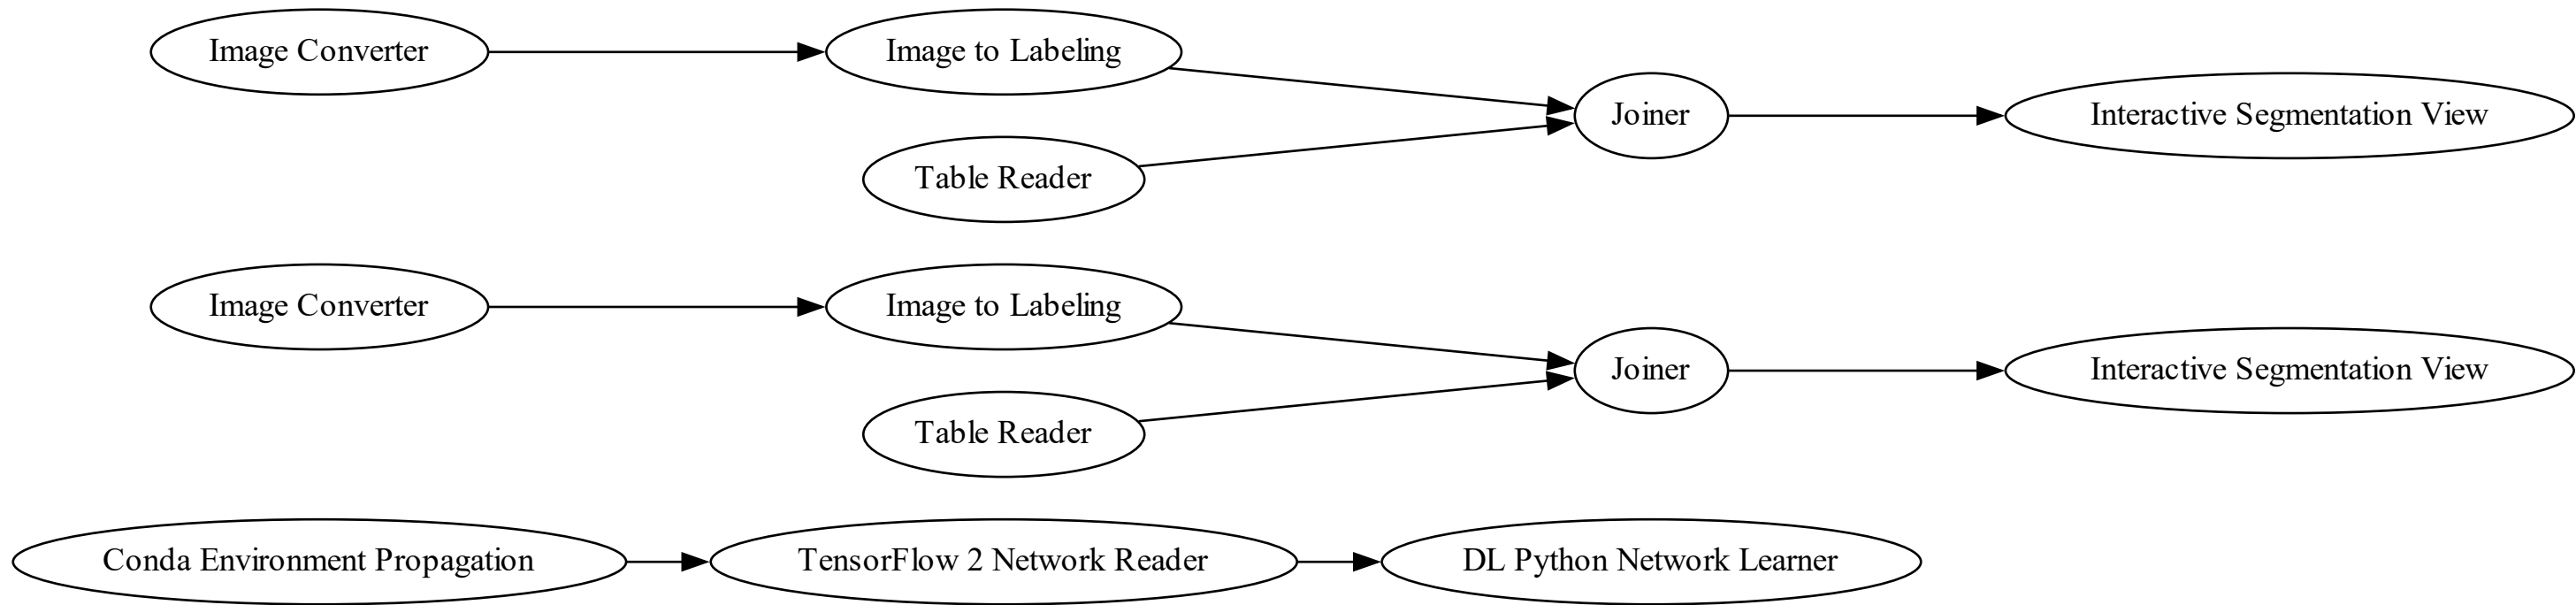 Image Converter
Image to Labeling
Joiner
Interactive Segmentation View
Table Reader
Image Converter
Image to Labeling
Joiner
Interactive Segmentation View
Table Reader
Conda Environment Propagation
TensorFlow 2 Network Reader
DL Python Network Learner